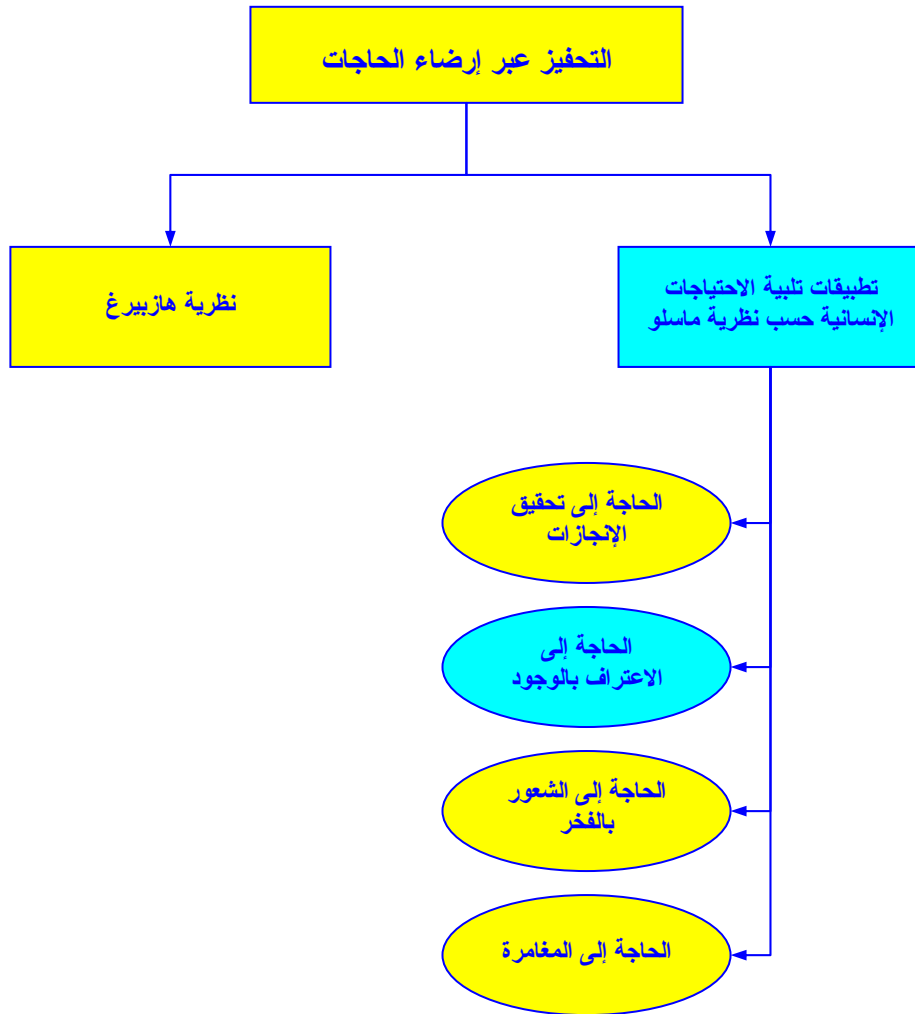 التحفيز عبر إرضاء الحاجات
تطبيقات تلبية الاحتياجات
الإنسانية حسب نظرية ماسلو
نظرية هازبيرغ
الحاجة إلى تحقيق
الإنجازات
الحاجة إلى
الاعتراف بالوجود
الحاجة إلى الشعور
بالفخر
الحاجة إلى المغامرة